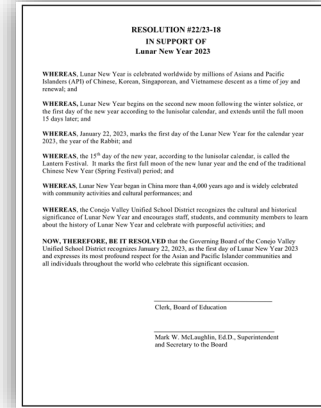 RESOLUTION #22/23-18
IN SUPPORT OF
Lunar New Year
WHEREAS, Lunar New Year is celebrated worldwide by millions of Asians and Pacific
Islanders (API) of Chinese, Korean, Singaporean, and Vietnamese descent as a time of joy and
renewal; and
WHEREAS, Lunar New Year begins on the second new moon following the winter solstice, or
the first day of the new year according to the lunisolar calendar, and extends until the full moon
15 days later; and
WHEREAS, January 22, 2023, marks the first day of the Lunar New Year for the calendar year
2023, the year of the Rabbit; and
WHEREAS, the 15th day of the new year, according to the lunisolar calendar, is called the
Lantern Festival. It marks the first full moon of the new lunar year and the end of the traditional
Chinese New Year (Spring Festival) period; and
WHEREAS, Lunar New Year began in China more than 4,000 years ago and is widely celebrated
with community activities and cultural performances; and
WHEREAS, the Conejo Valley Unified School District recognizes the cultural and historical
significance of Lunar New Year and encourages staff, students, and community members to learn
about the history of Lunar New Year and celebrate with purposeful activities; and
NOW, THEREFORE, BE IT RESOLVED that the Governing Board of the Conejo Valley
Unified School District recognizes January 22, 2023, as the first day of Lunar New Year 2023
and expresses its most profound respect for the Asian and Pacific Islander communities and
all individuals throughout the world who celebrate this significant occasion.
Clerk, Board of Education
Mark W. McLaughlin, Ed.D., Superintendent
and Secretary to the Board